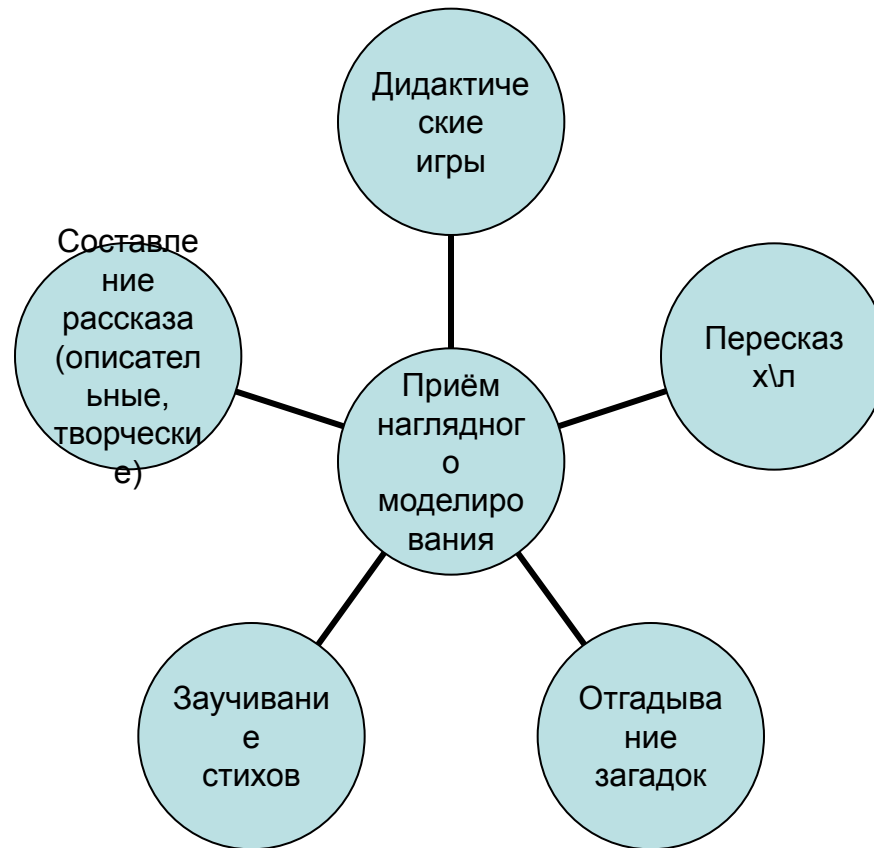 Дидактиче
ские
игры
Составле
ние
рассказа
(описател
ьные,
творчески
е)
Пересказ
х\л
Приём
наглядног
о
моделиро
вания
Заучивани
е
стихов
Отгадыва
ние
загадок